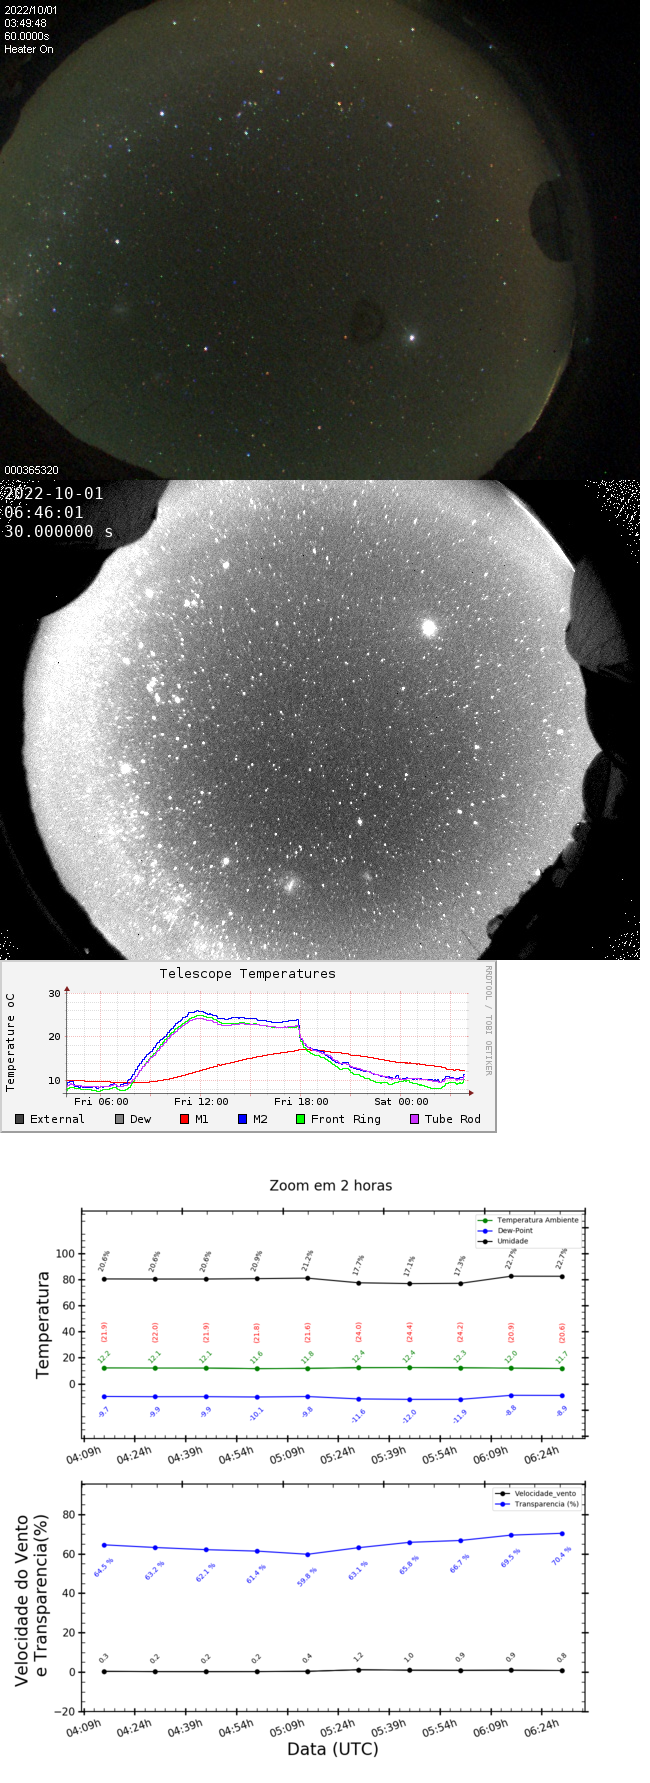 2022/10/01
03:49:48
60.0000s
Heater On
000365320
2022-10-01
06:46:01
30.000000 s
Telescope Temperatures
RRDTOOL / TOBI OETIKER
Temperature oC
30
20
10
Fri 06:00 Fri 12:00 Fri 18:00 Sat 00:00
External Dew M1 M2 Front Ring Tube Rod
Zoom em 2 horas
Temperatura Ambiente
Dew-Point
Umidade
Temperatura
100
80
60
40
20
0
20.6% 20.6% 20.6% 20.9% 21.2% 17.7% 17.1% 17.3% 22.7% 22.7%
(21.9) (22.0) (21.9) (21.8) (21.6) (24.0) (24.4) (24.2) (20.9) (20.6)
12.2 12.1 12.1 11.6 11.8 12.4 12.4 12.3 12.0 11.7
-9.7 -9.9 -9.9 -10.1 -9.8 -11.6 -12.0 -11.9 -8.8 -8.9
04:09h 04:24h 04:39h 04:54h 05:09h 05:24h 05:39h 05:54h 06:09h 06:24h
Velocidade_vento
Transparencia (%)
Velocidade do Vento
e Transparencia(%)
80
60
40
20
0
−20
64.5 % 63.2 % 62.1 % 61.4 % 59.8 % 63.1 % 65.8 % 66.7 % 69.5 % 70.4 %
0.3 0.2 0.2 0.2 0.4 1.2 1.0 0.9 0.9 0.8
04:09h 04:24h 04:39h 04:54h 05:09h 05:24h 05:39h 05:54h 06:09h 06:24h
Data (UTC)